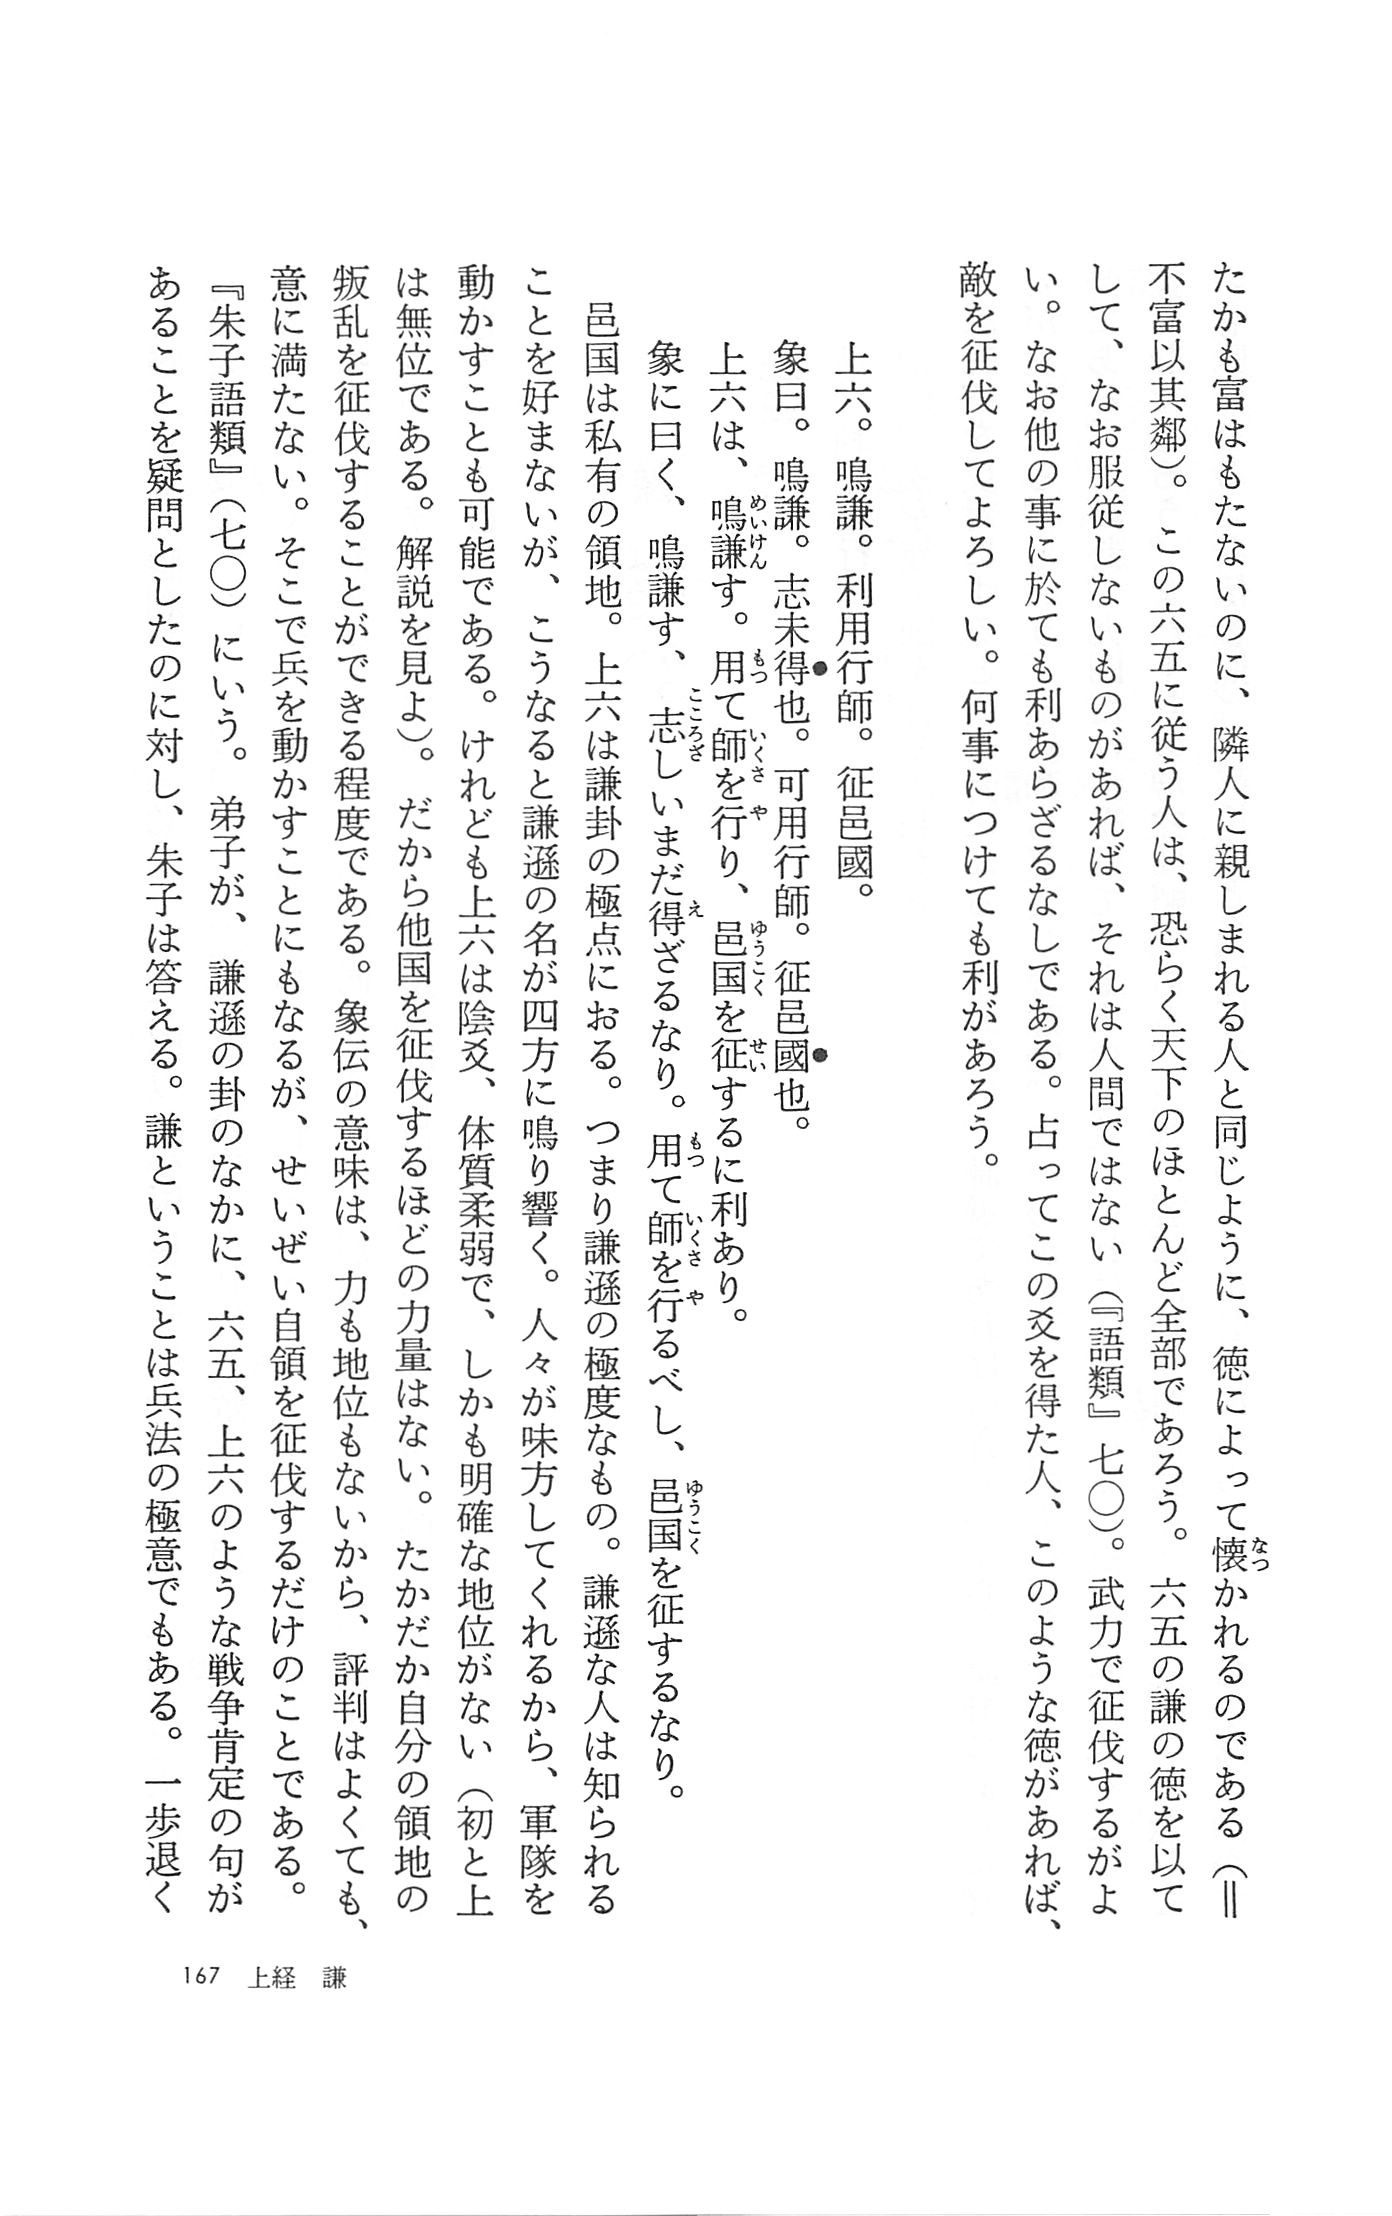 たかも富はもたないのに、隣人に親しまれる人と同じように、徳によって懐かれるのである（＝
不富以其鄰）。この六五に従う人は、恐らく天下のほとんど全部であろう。六五の謙の徳を以て
して、なお服従しないものがあれば、それは人間ではない（『語類』七〇）。武力で征伐するがよ
い。なお他の事に於ても利あらざるなしである。占ってこの爻を得た人、このような徳があれば、
敵を征伐してよろしい。何事につけても利があろう。
上六。鳴謙。利用行師。征邑國。
象曰。鳴謙。志未得也。可用行師。征邑國也。
上六は、鳴謙す。用て師を行り、邑国を征するに利あり。
象に曰く、鳴謙す、志しいまだ得ざるなり。用て師を行るべし、邑国を征するなり。
邑国は私有の領地。上六は謙卦の極点におる。つまり謙遜の極度なもの。謙遜な人は知られる
ことを好まないが、こうなると謙遜の名が四方に鳴り響く。人々が味方してくれるから、軍隊を
動かすことも可能である。けれども上六は陰爻、体質柔弱で、しかも明確な地位がない（初と上
は無位である。解説を見よ）。だから他国を征伐するほどの力量はない。たかだか自分の領地の
叛乱を征伐することができる程度である。象伝の意味は、力も地位もないから、評判はよくても、
意に満たない。そこで兵を動かすことにもなるが、せいぜい自領を征伐するだけのことである。
『朱子語類』（七〇）にいう。弟子が、謙遜の卦のなかに、六五、上六のような戦争肯定の句が
あることを疑問としたのに対し、朱子は答える。謙ということは兵法の極意でもある。一歩退く
167 上経 謙